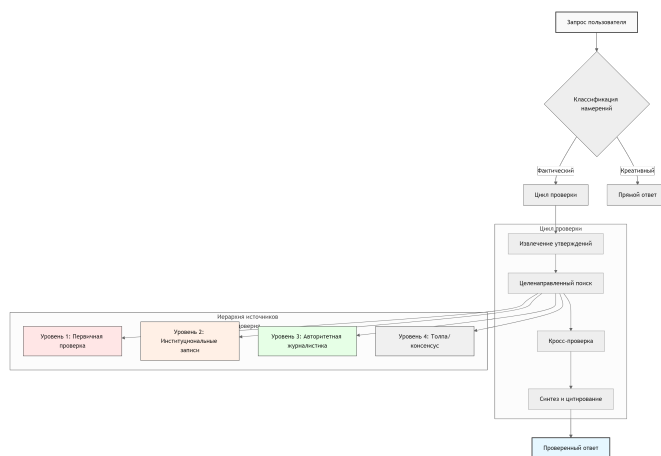 Запрос пользователя
Классификация
намерений
Фактический
Креативный
Цикл проверки
Прямой ответ
Цикл проверки
Извлечение утверждений
Целенаправленный поиск
Иерархия источников
Уровень 1: Первичная
проверка
Уровень 2:
Институциональные
записи
Уровень 3: Авторитетная
журналистика
Уровень 4: Толпа/
консенсус
Кросс-проверка
Синтез и цитирование
Проверенный ответ